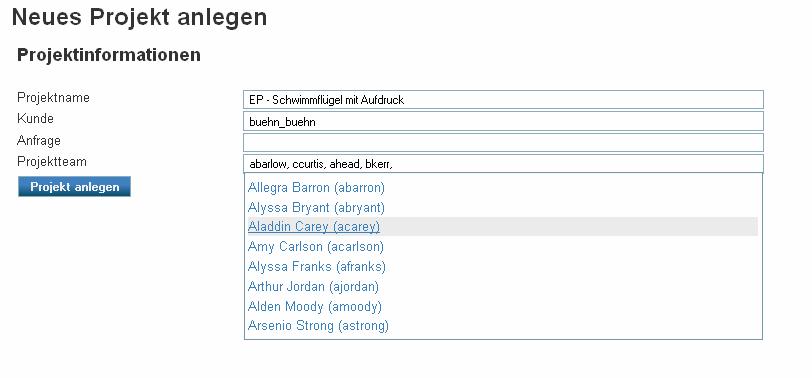 Neues Projekt anlegen
Projektinformationen
Projektname EP - Schwimmflügel mit Aufdruck
Kunde buehn_buehn
Anfrage
Projektteam abarlow, ccurtis, ahead, bkerr,
Projekt anlegen
Allegra Barron (abarron)
Alyssa Bryant (abryant)
Aladdin Carey (acarey)
Amy Carlson (acarlson)
Alyssa Franks (afranks)
Arthur Jordan (ajordan)
Alden Moody (amoody)
Arsenio Strong (astrong)